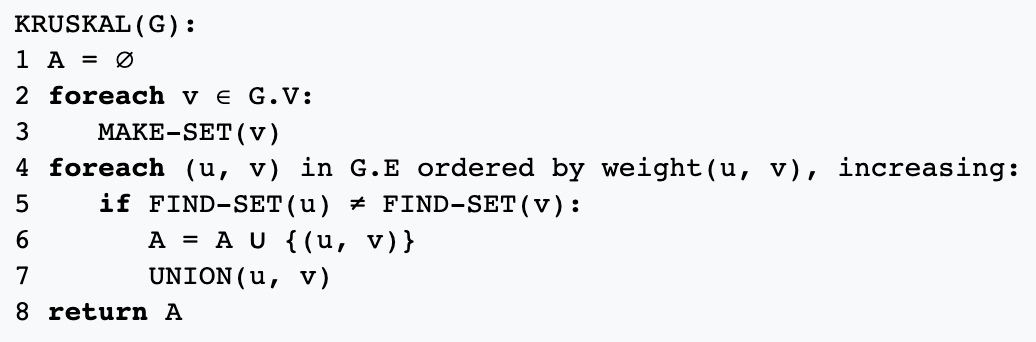 KRUSKAL(G):
1 A = ∅
2 foreach v ∈ G.V:
3    MAKE-SET(v)
4 foreach (u, v) in G.E ordered by weight(u, v), increasing:
5    if FIND-SET(u) ≠ FIND-SET(v):
6       A = A ∪ {(u, v)}
7       UNION(u, v)
8 return A